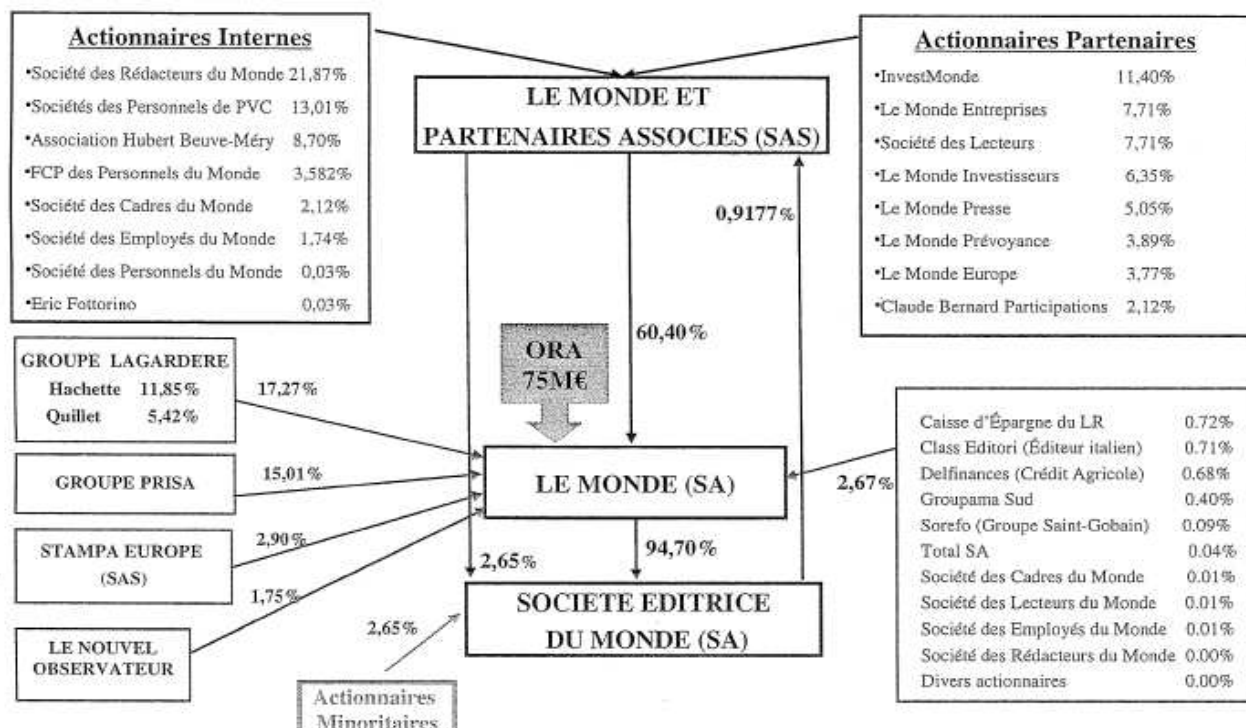 Actionnaires Internes
•Société des Rédacteurs du Monde 21,87%
•Sociétés des Personnels de PVC 13,01%
•Association Hubert Beuve-Méry 8,70%
•FCP des Personnels du Monde 3,582%
•Société des Cadres du Monde 2,12%
•Société des Employés du Monde 1,74%
•Société des Personnels du Monde 0,03%
•Eric Fottorino 0,03%
LE MONDE ET
PARTENAIRES ASSOCIES (SAS)
Actionnaires Partenaires
•InvestMonde 11,40%
•Le Monde Entreprises 7,71%
•Société des Lecteurs 7,71%
•Le Monde Investisseurs 6,35%
•Le Monde Presse 5,05%
•Le Monde Prévoyance 3,89%
•Le Monde Europe 3,77%
•Claude Bernard Participations 2,12%
0,9177%
60,40%
ORA
75M€
GROUPE LAGARDERE
Hachette 11,85%
Quillet 5,42%
17,27%
GROUPE PRISA
15,01%
STAMPA EUROPE
(SAS)
2,90%
LE NOUVEL
OBSERVATEUR
1,75%
LE MONDE (SA)
2,67%
Caisse d'Épargne du LR 0.72%
Class Editori (Éditeur italien) 0.71%
Delfinances (Crédit Agricole) 0.68%
Groupama Sud 0.40%
Sorefo (Groupe Saint-Gobain) 0.09%
Total SA 0.04%
Société des Cadres du Monde 0.01%
Société des Lecteurs du Monde 0.01%
Société des Employés du Monde 0.01%
Société des Rédacteurs du Monde 0.00%
Divers actionnaires 0.00%
94,70%
2,65%
SOCIETE EDITRICE
DU MONDE (SA)
2,65%
Actionnaires
Minoritaires